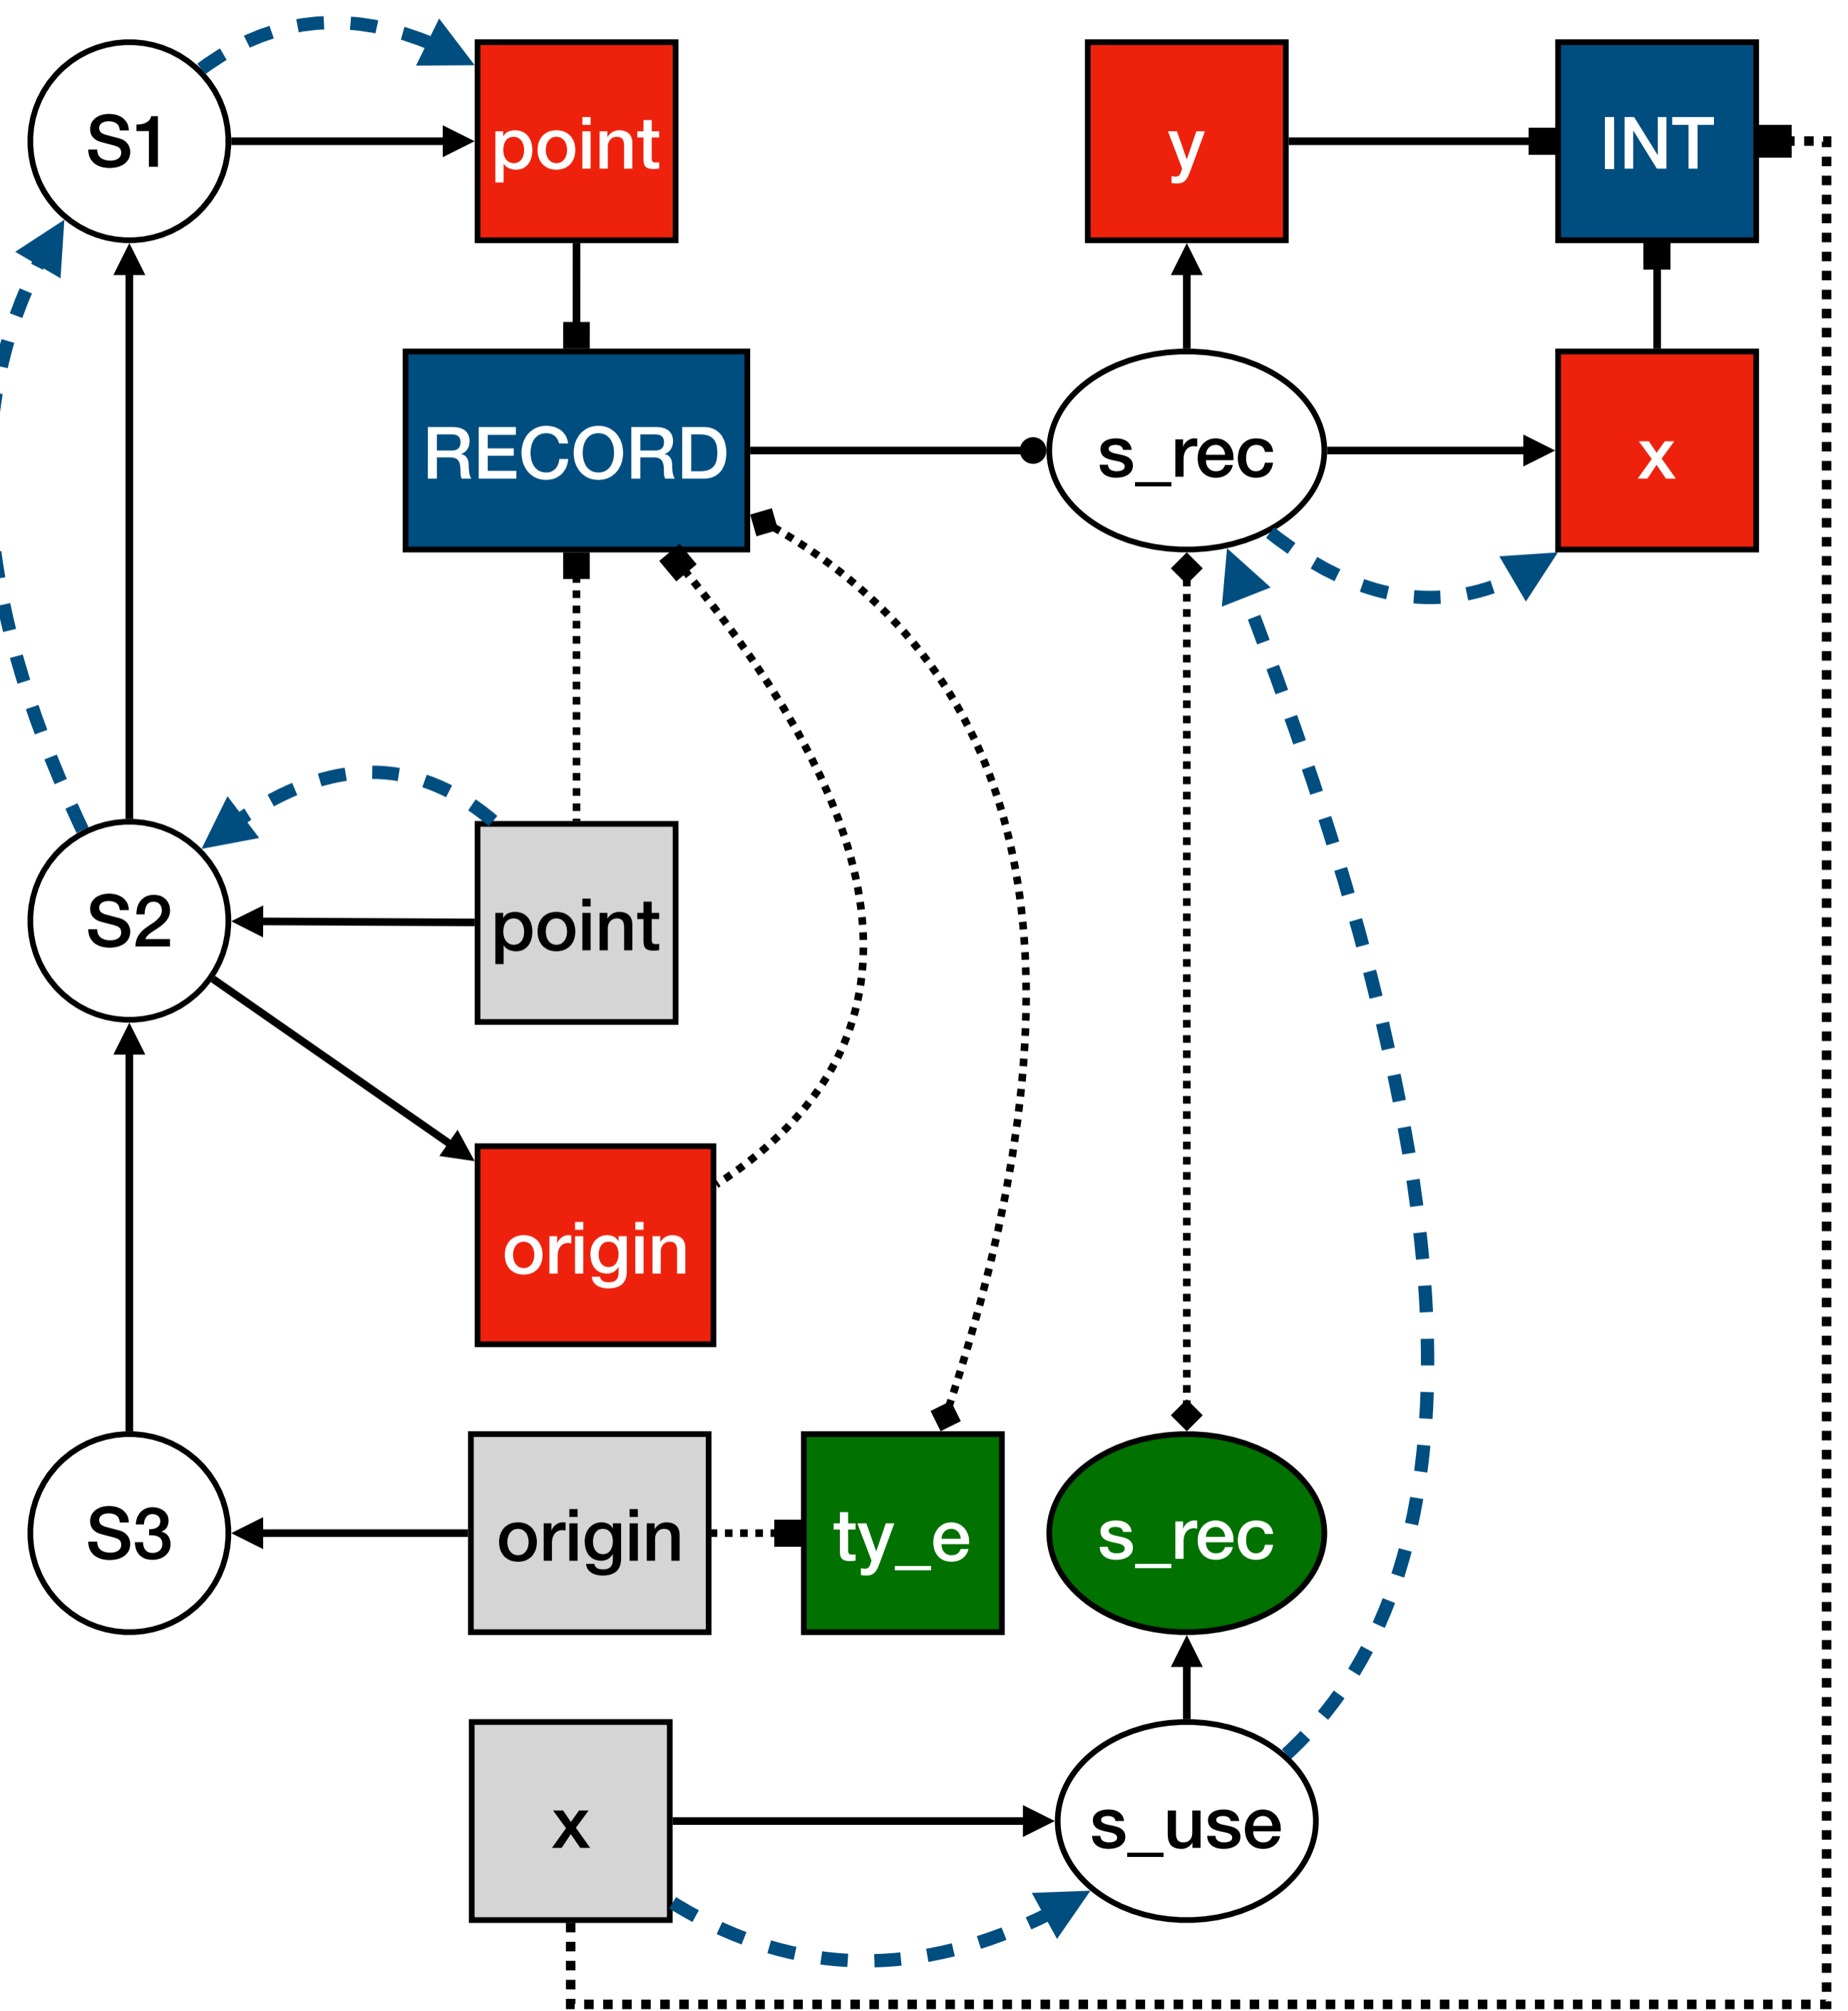 S1
point
y
INT
RECORD
s_rec
x
S2
point
origin
S3
origin
ty_e
s_rec
x
s_use